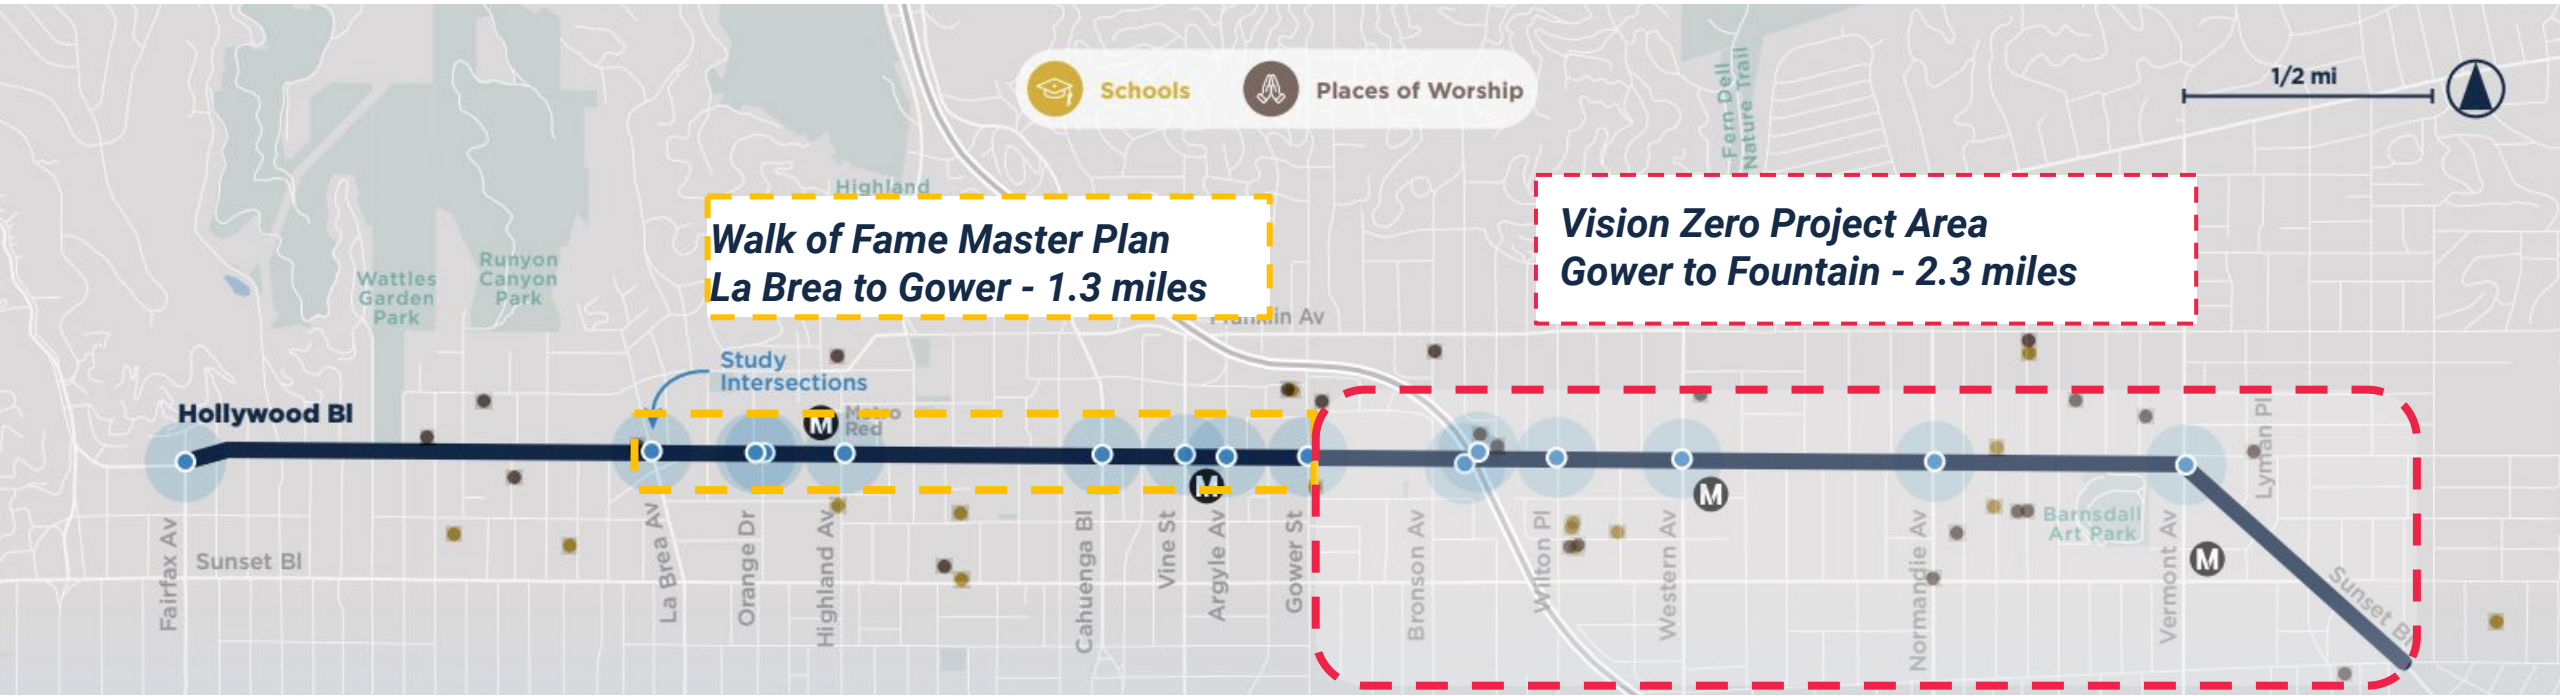 Schools
Places of Worship
1/2 mi
Fern Dell
Nature Trail
Highland
Walk of Fame Master Plan
La Brea to Gower - 1.3 miles
Vision Zero Project Area
Gower to Fountain - 2.3 miles
Wattles
Garden
Park
Runyon
Canyon
Park
Franklin Av
Study
Intersections
Hollywood Bl
M
Metro
Red
M
M
M
Barnsdall
Art Park
Sunset Bl
Fairfax Av
La Brea Av
Orange Dr
Highland Av
Cahuenga Bl
Vine St
Argyle Av
Gower St
Bronson Av
Wilton Pl
Western Av
Normandie Av
Vermont Av
Lyman Pl
Sunset Bl